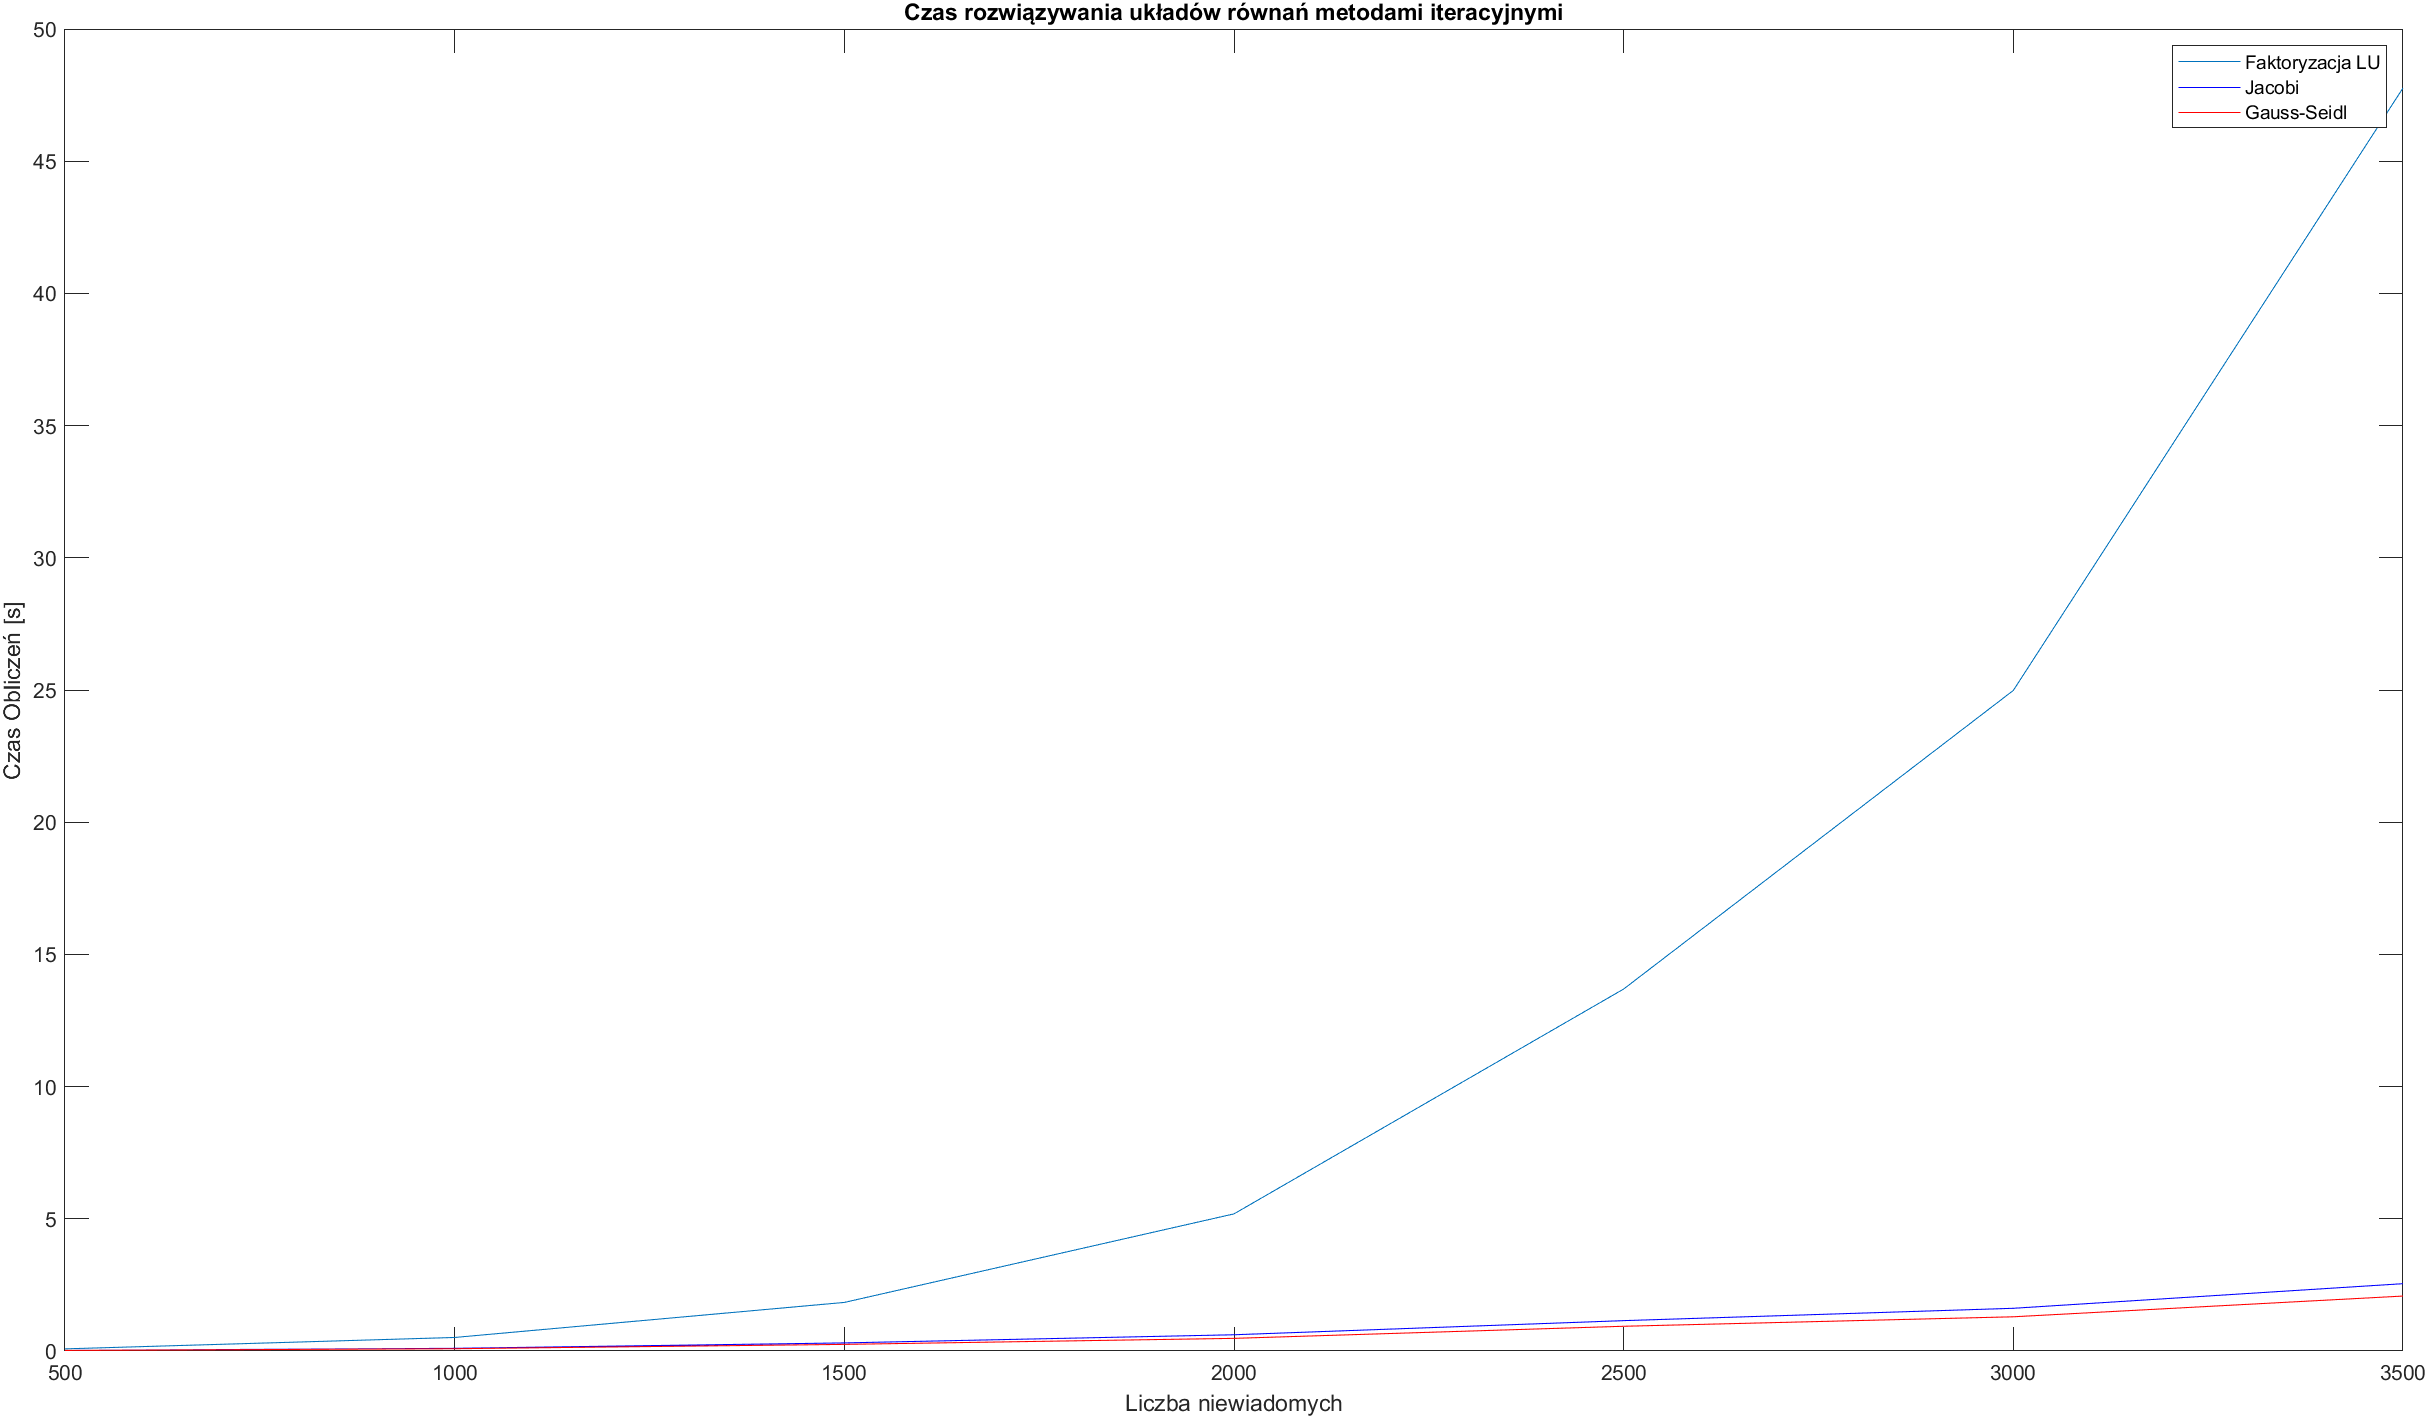 Czas rozwiązywania układów równań metodami iteracyjnymi
50
45
40
35
30
25
20
15
10
5
0
Czas Obliczeń [s]
Faktoryzacja LU
Jacobi
Gauss-Seidl
500 1000 1500 2000 2500 3000 3500
Liczba niewiadomych